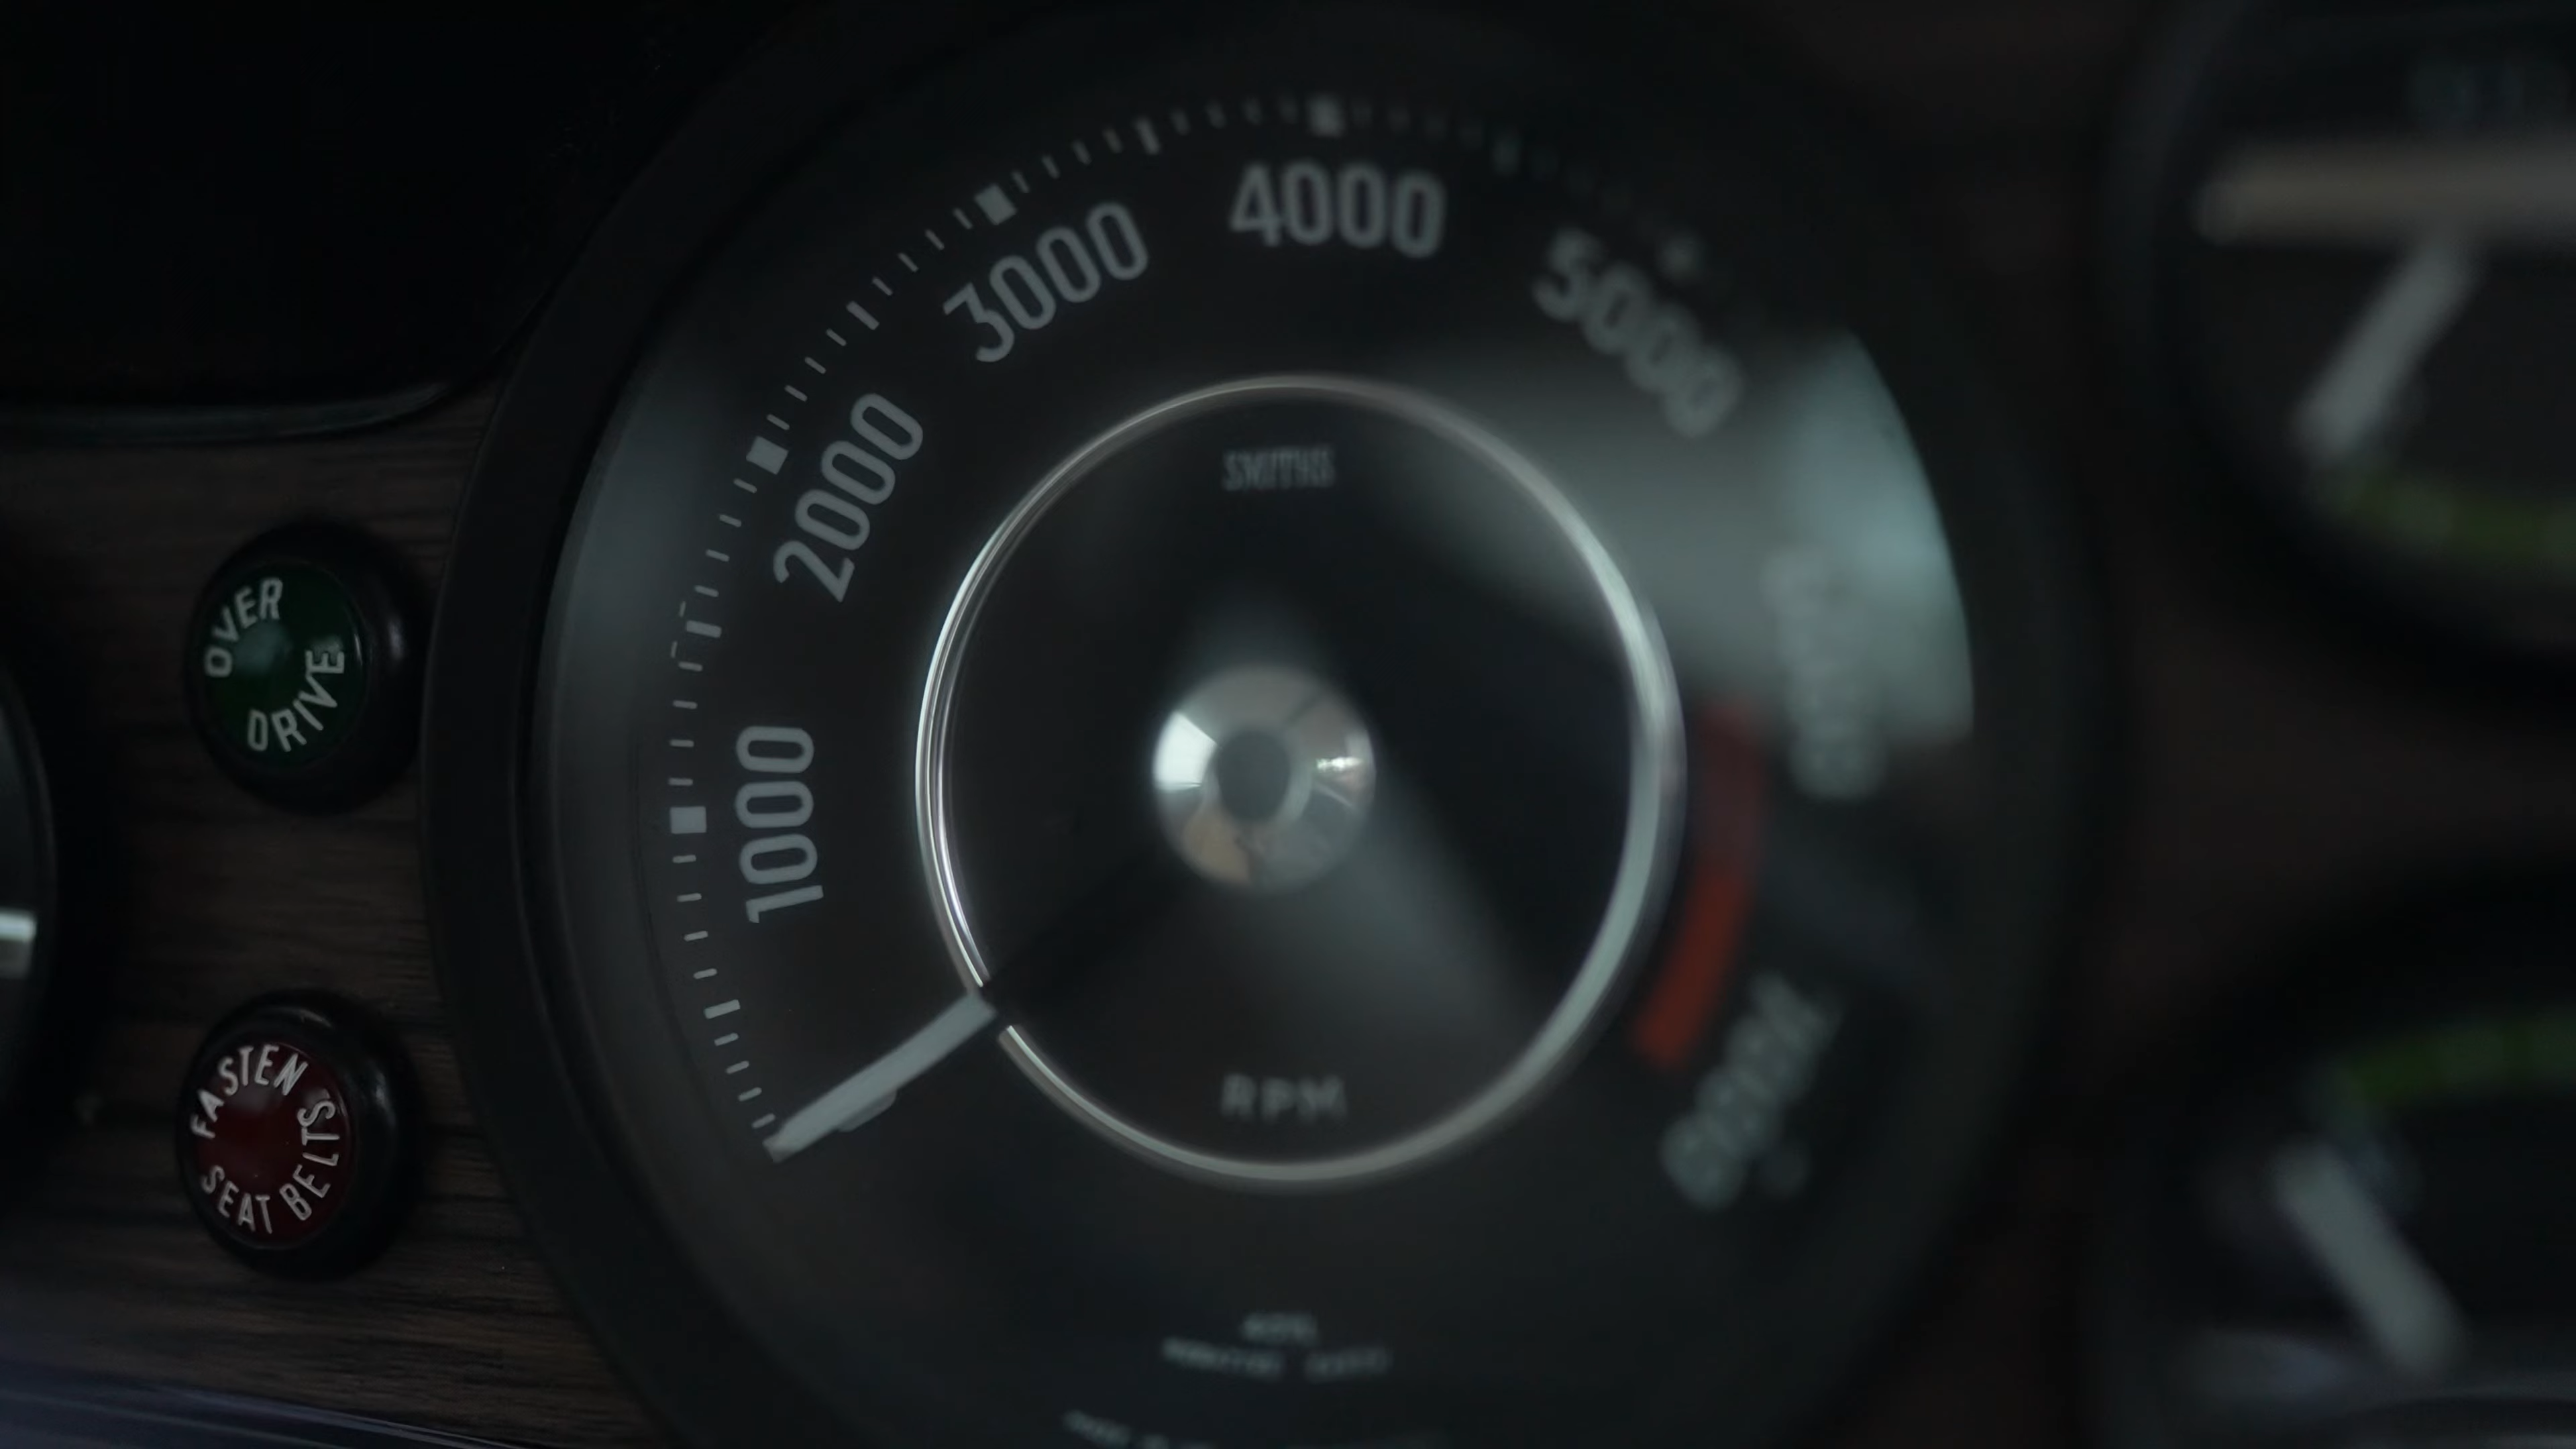 OVER
DRIVE
FASTEN
SEAT BELTS
1000
2000
3000
4000
5000
SMITHS
RPM